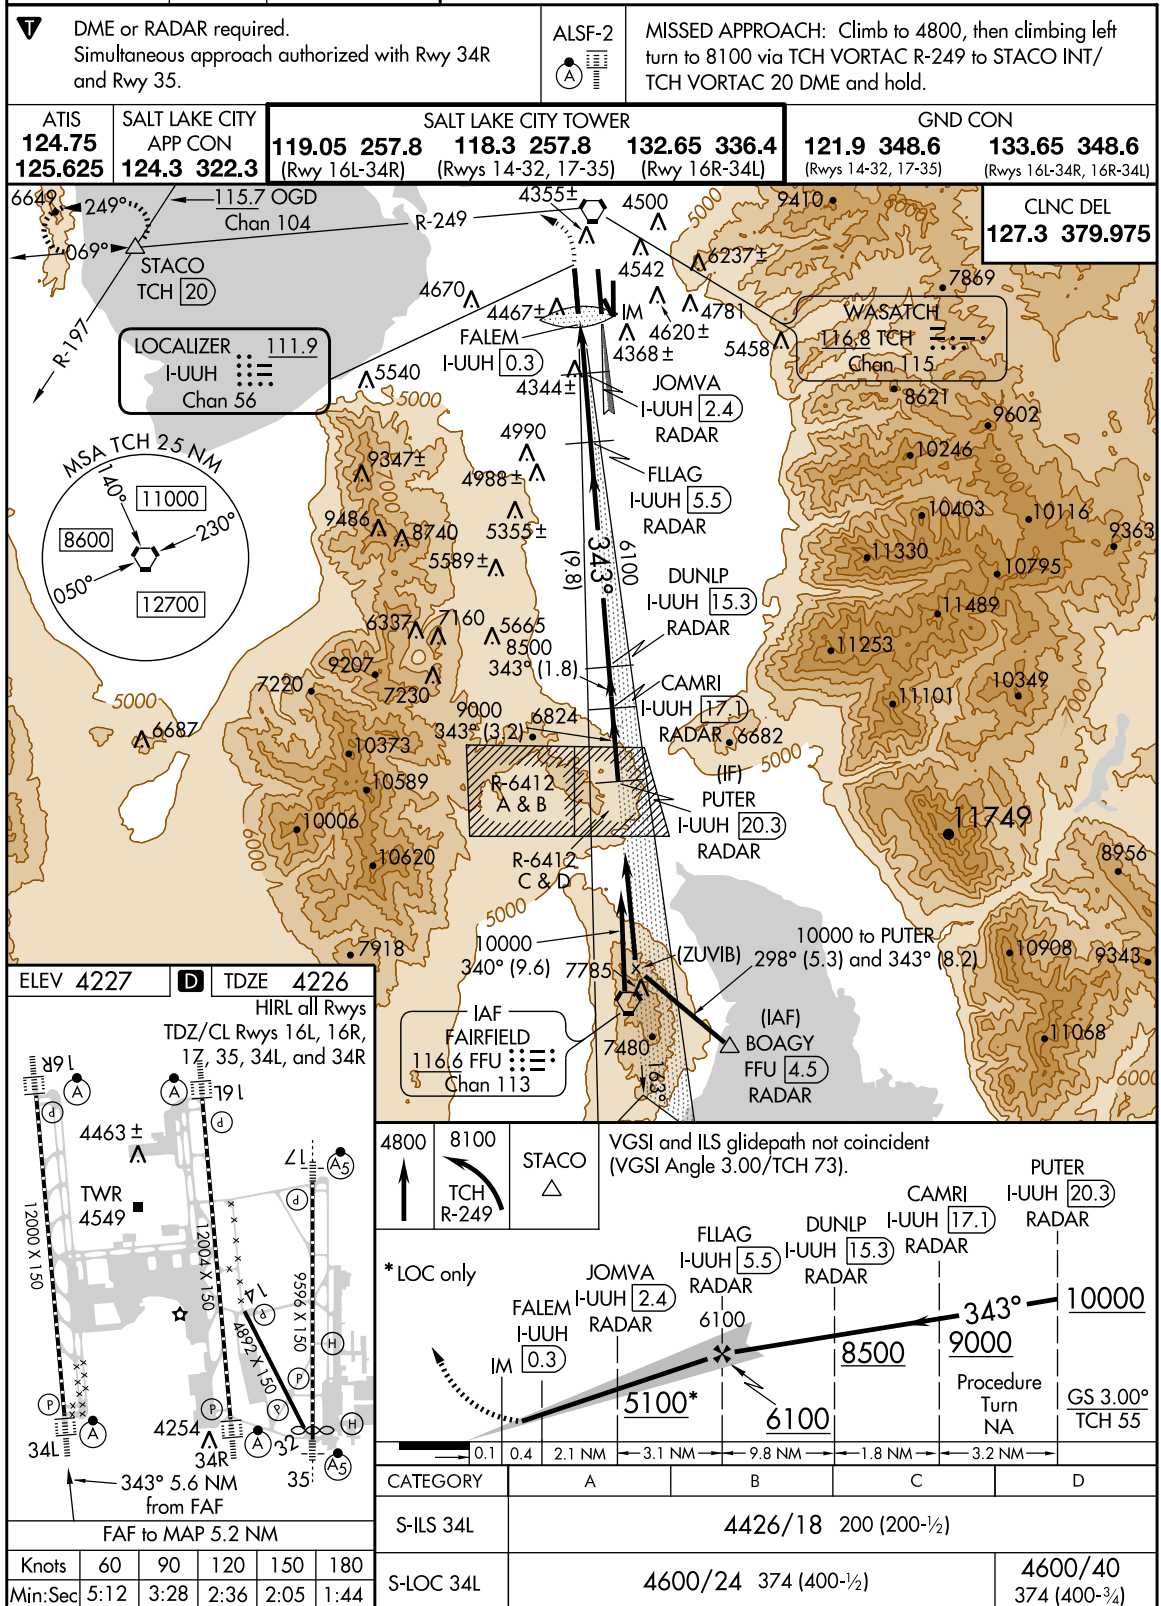 T
DME or RADAR required.
Simultaneous approach authorized with Rwy 34R
and Rwy 35.
ALSF-2
A
MISSED APPROACH: Climb to 4800, then climbing left
turn to 8100 via TCH VORTAC R-249 to STACO INT/
TCH VORTAC 20 DME and hold.
ATIS
124.75
125.625
SALT LAKE CITY
APP CON
124.3 322.3
SALT LAKE CITY TOWER
119.05 257.8 118.3 257.8 132.65 336.4
(Rwy 16L-34R) (Rwys 14-32, 17-35) (Rwy 16R-34L)
GND CON
121.9 348.6 133.65 348.6
(Rwys 14-32, 17-35) (Rwys 16L-34R, 16R-34L)
CLNC DEL
127.3 379.975
6649
249°
069°
115.7 OGD
Chan 104
R-249
STACO
TCH 20
R-197
4355±
4500
9410
5000
8000
4542
6237±
7869
4670
4467±
IM
4781
4620±
4368±
5458
WASATCH
116.8 TCH
Chan 115
LOCALIZER 111.9
I-UUH
Chan 56
FALEM
I-UUH 0.3
4344±
5540
5000
JOMVA
I-UUH 2.4
RADAR
8621
9602
10246
MSA TCH 25 NM
140°
11000
230°
8600
050°
12700
9347±
7000
4990
4988±
9486
8740
5355±
5589±
FLLAG
I-UUH 5.5
RADAR
10403
10116
9363
11330
10795
343°
(9.8)
6100
DUNLP
I-UUH 15.3
RADAR
11489
11253
6337
7160
5665
8500
343° (1.8)
9207
7220
7230
5000
CAMRI
I-UUH 17.1
RADAR
11101
10349
6687
9000
343° (3.2)
6824
6682
5000
10373
10589
10006
10620
6000
R-6412
A & B
(IF)
PUTER
I-UUH 20.3
RADAR
11749
R-6412
C & D
8956
5000
7918
10000
340° (9.6)
7785
(ZUVIB)
10000 to PUTER
298° (5.3) and 343° (8.2)
10908
9343
IAF
FAIRFIELD
116.6 FFU
Chan 113
7480
163°
(IAF)
BOAGY
FFU 4.5
RADAR
11068
6000
ELEV 4227
D
TDZE 4226
HIRL all Rwys
TDZ/CL Rwys 16L, 16R,
17, 35, 34L, and 34R
16R
A
A
16L
P
P
4463 ±
17
A5
P
TWR
4549
12000 X 150
12004 X 150
14
P
9596 X 150
4892 X 150
H
P
P
P
P
H
34L
A
4254
34R
A
32
35
A5
343° 5.6 NM
from FAF
FAF to MAP 5.2 NM
Knots 60 90 120 150 180
Min:Sec 5:12 3:28 2:36 2:05 1:44
4800
8100
TCH
R-249
STACO
VGSI and ILS glidepath not coincident
(VGSI Angle 3.00/TCH 73).
*LOC only
IM
FALEM
I-UUH
0.3
JOMVA
I-UUH 2.4
RADAR
FLLAG
I-UUH 5.5
RADAR
6100
DUNLP
I-UUH 15.3
RADAR
CAMRI
I-UUH 17.1
RADAR
PUTER
I-UUH 20.3
RADAR
343°
10000
9000
8500
6100
5100*
Procedure
Turn
NA
GS 3.00°
TCH 55
0.1 0.4 2.1 NM 3.1 NM 9.8 NM 1.8 NM 3.2 NM
CATEGORY A B C D
S-ILS 34L 4426/18 200 (200-½)
S-LOC 34L 4600/24 374 (400-½)
4600/40
374 (400-¾)